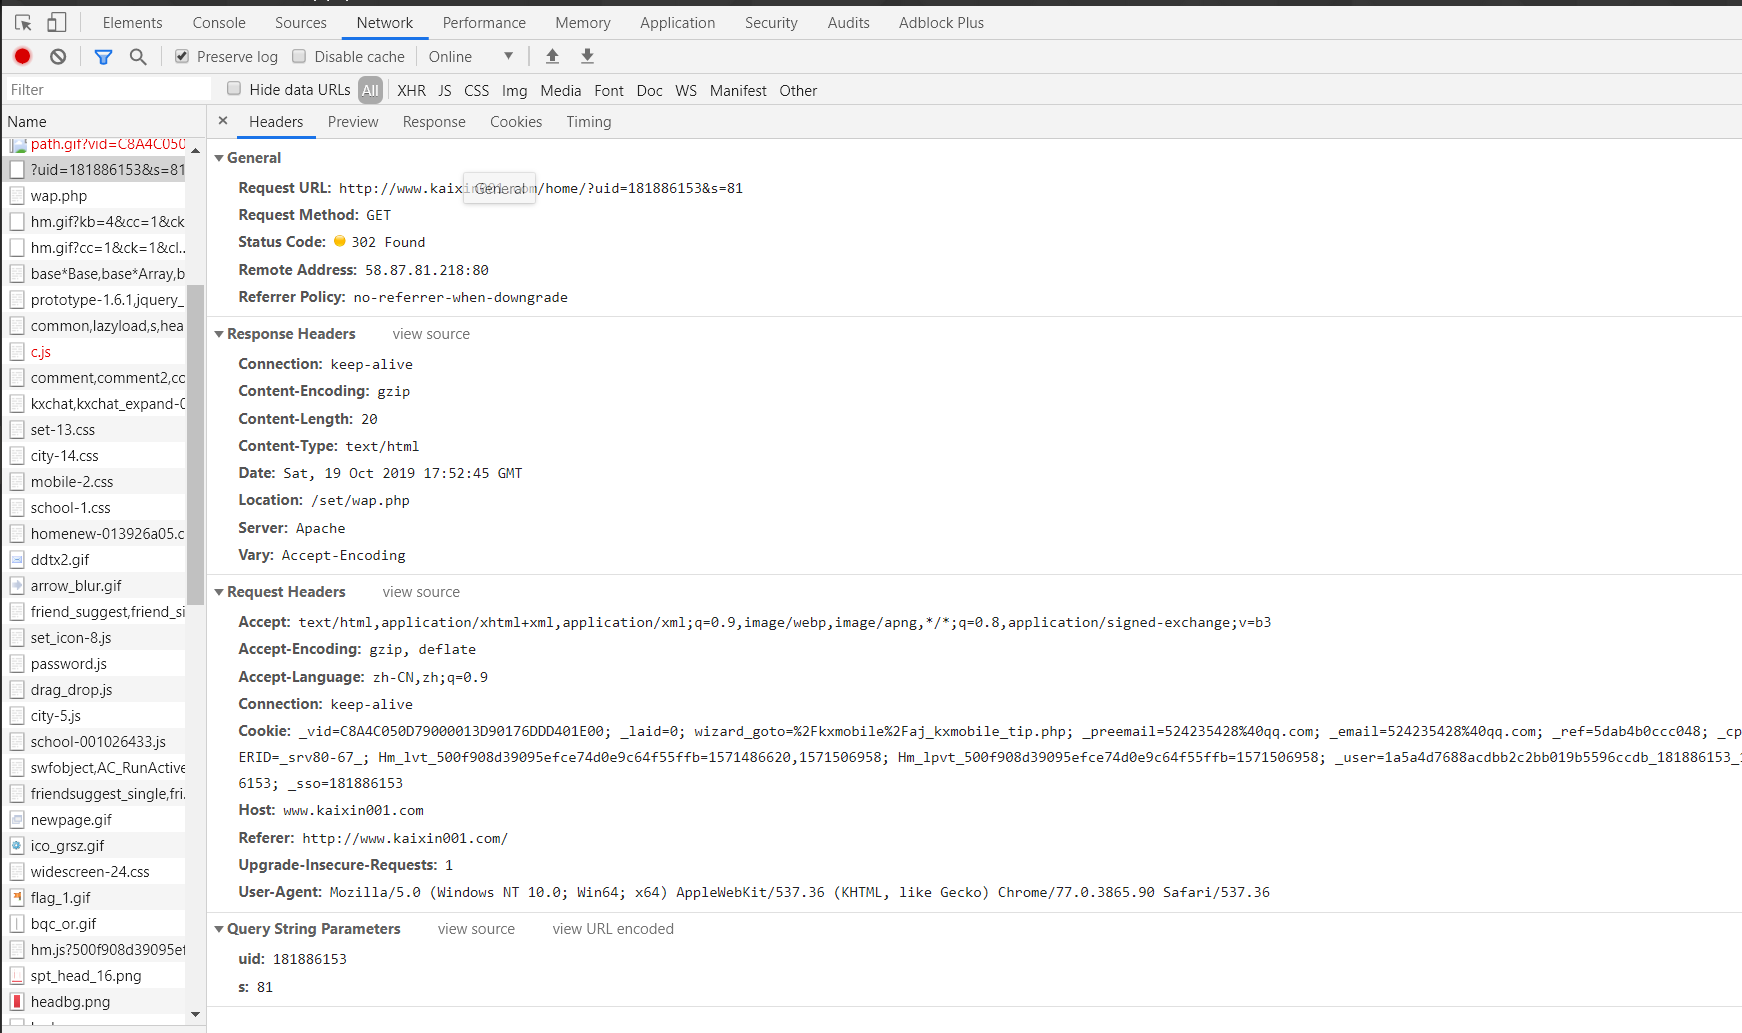 Elements Console Sources Network Performance Memory Application Security Audits Adblock Plus
Preserve log Disable cache Online
Filter Hide data URLs All XHR JS CSS Img Media Font Doc WS Manifest Other
Name
path.gif?vid=C8A4C050
?uid=181886153&s=81
wap.php
hm.gif?kb=4&cc=1&ck
hm.gif?cc=1&ck=1&cl..
base*Base,base*Array,b
prototype-1.6.1,jquery_
common,lazyload,s,hea
c.js
comment,comment2,co
kxchat,kxchat_expand-0
set-13.css
city-14.css
mobile-2.css
school-1.css
homenew-013926a05.c
ddtx2.gif
arrow_blur.gif
friend_suggest,friend_si
set_icon-8.js
password.js
drag_drop.js
city-5.js
school-001026433.js
swfobject,AC_RunActive
friendsuggest_single,fri.
newpage.gif
ico_grsz.gif
widescreen-24.css
flag_1.gif
bqc_or.gif
hm.js?500f908d39095ef
spt_head_16.png
headbg.png
× Headers Preview Response Cookies Timing
General
Request URL: http://www.kaixin001.com/home/?uid=181886153&s=81
General
Request Method: GET
Status Code: 302 Found
Remote Address: 58.87.81.218:80
Referrer Policy: no-referrer-when-downgrade
Response Headers view source
Connection: keep-alive
Content-Encoding: gzip
Content-Length: 20
Content-Type: text/html
Date: Sat, 19 Oct 2019 17:52:45 GMT
Location: /set/wap.php
Server: Apache
Vary: Accept-Encoding
Request Headers view source
Accept: text/html,application/xhtml+xml,application/xml;q=0.9,image/webp,image/apng,*/*;q=0.8,application/signed-exchange;v=b3
Accept-Encoding: gzip, deflate
Accept-Language: zh-CN,zh;q=0.9
Connection: keep-alive
Cookie: _vid=C8A4C050D79000013D90176DDD401E00; _laid=0; wizard_goto=%2Fkxmobile%2Faj_kxmobile_tip.php; _preemail=524235428%40qq.com; _email=524235428%40qq.com; _ref=5dab4b0ccc048; _cp
ERID=_srv80-67_; Hm_lvt_500f908d39095efce74d0e9c64f55ffb=1571486620,1571506958; Hm_lpvt_500f908d39095efce74d0e9c64f55ffb=1571506958; _user=1a5a4d7688acdbb2c2bb019b5596ccdb_181886153_1
6153; _sso=181886153
Host: www.kaixin001.com
Referer: http://www.kaixin001.com/
Upgrade-Insecure-Requests: 1
User-Agent: Mozilla/5.0 (Windows NT 10.0; Win64; x64) AppleWebKit/537.36 (KHTML, like Gecko) Chrome/77.0.3865.90 Safari/537.36
Query String Parameters view source view URL encoded
uid: 181886153
s: 81